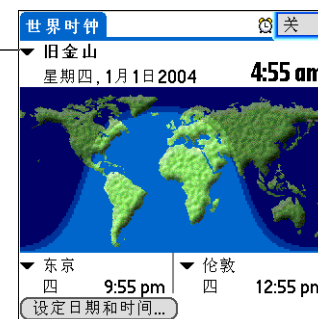 世界时钟 关
旧金山
星期四, 1月1日2004 4:55 am
东京 伦敦
四 9:55 pm 四 12:55 pm
设定日期和时间...